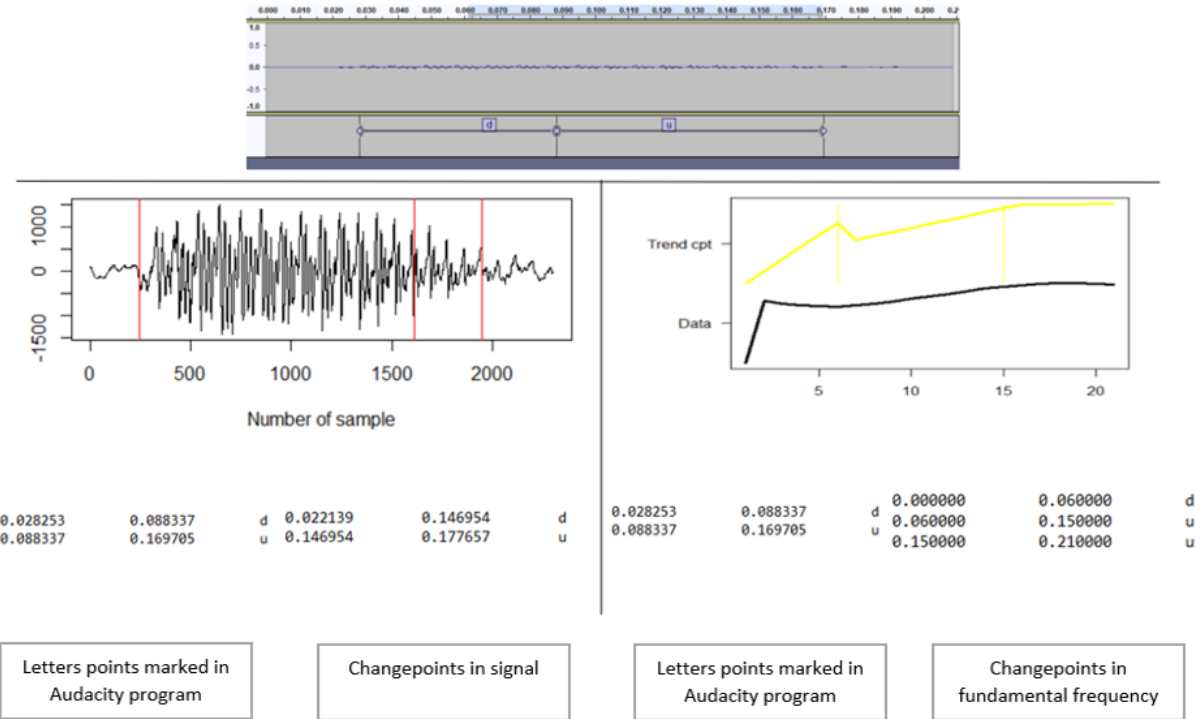 0.000 0.010 0.020 0.030 0.040 0.050 0.060 0.070 0.080 0.090 0.100 0.110 0.120 0.130 0.140 0.150 0.160 0.170 0.180 0.190 0.200 0.2
1.0
0.5
0.0
-0.5
-1.0
d u
1000
0
-1500
0 500 1000 1500 2000
Number of sample
Trend cpt
Data
5 10 15 20
0.028253 0.088337 d
0.088337 0.169705 u
0.022139 0.146954 d
0.146954 0.177657 u
0.028253 0.088337 d
0.088337 0.169705 u
0.000000 0.060000 d
0.060000 0.150000 u
0.150000 0.210000 u
Letters points marked in
Audacity program
Changepoints in signal
Letters points marked in
Audacity program
Changepoints in
fundamental frequency